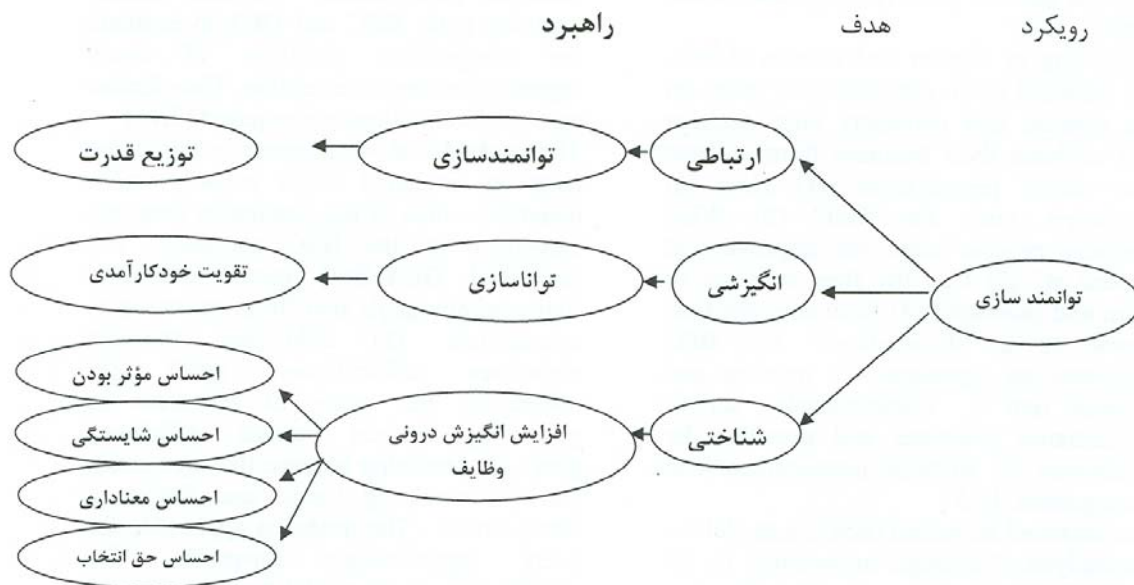 رویکرد هدف راهبرد
توانمند سازی
ارتباطی
توانمندسازی
توزیع قدرت
انگیزشی
تواناسازی
تقویت خودکارآمدی
شناختی
افزایش انگیزش درونی
وظایف
احساس مؤثر بودن
احساس شایستگی
احساس معناداری
احساس حق انتخاب